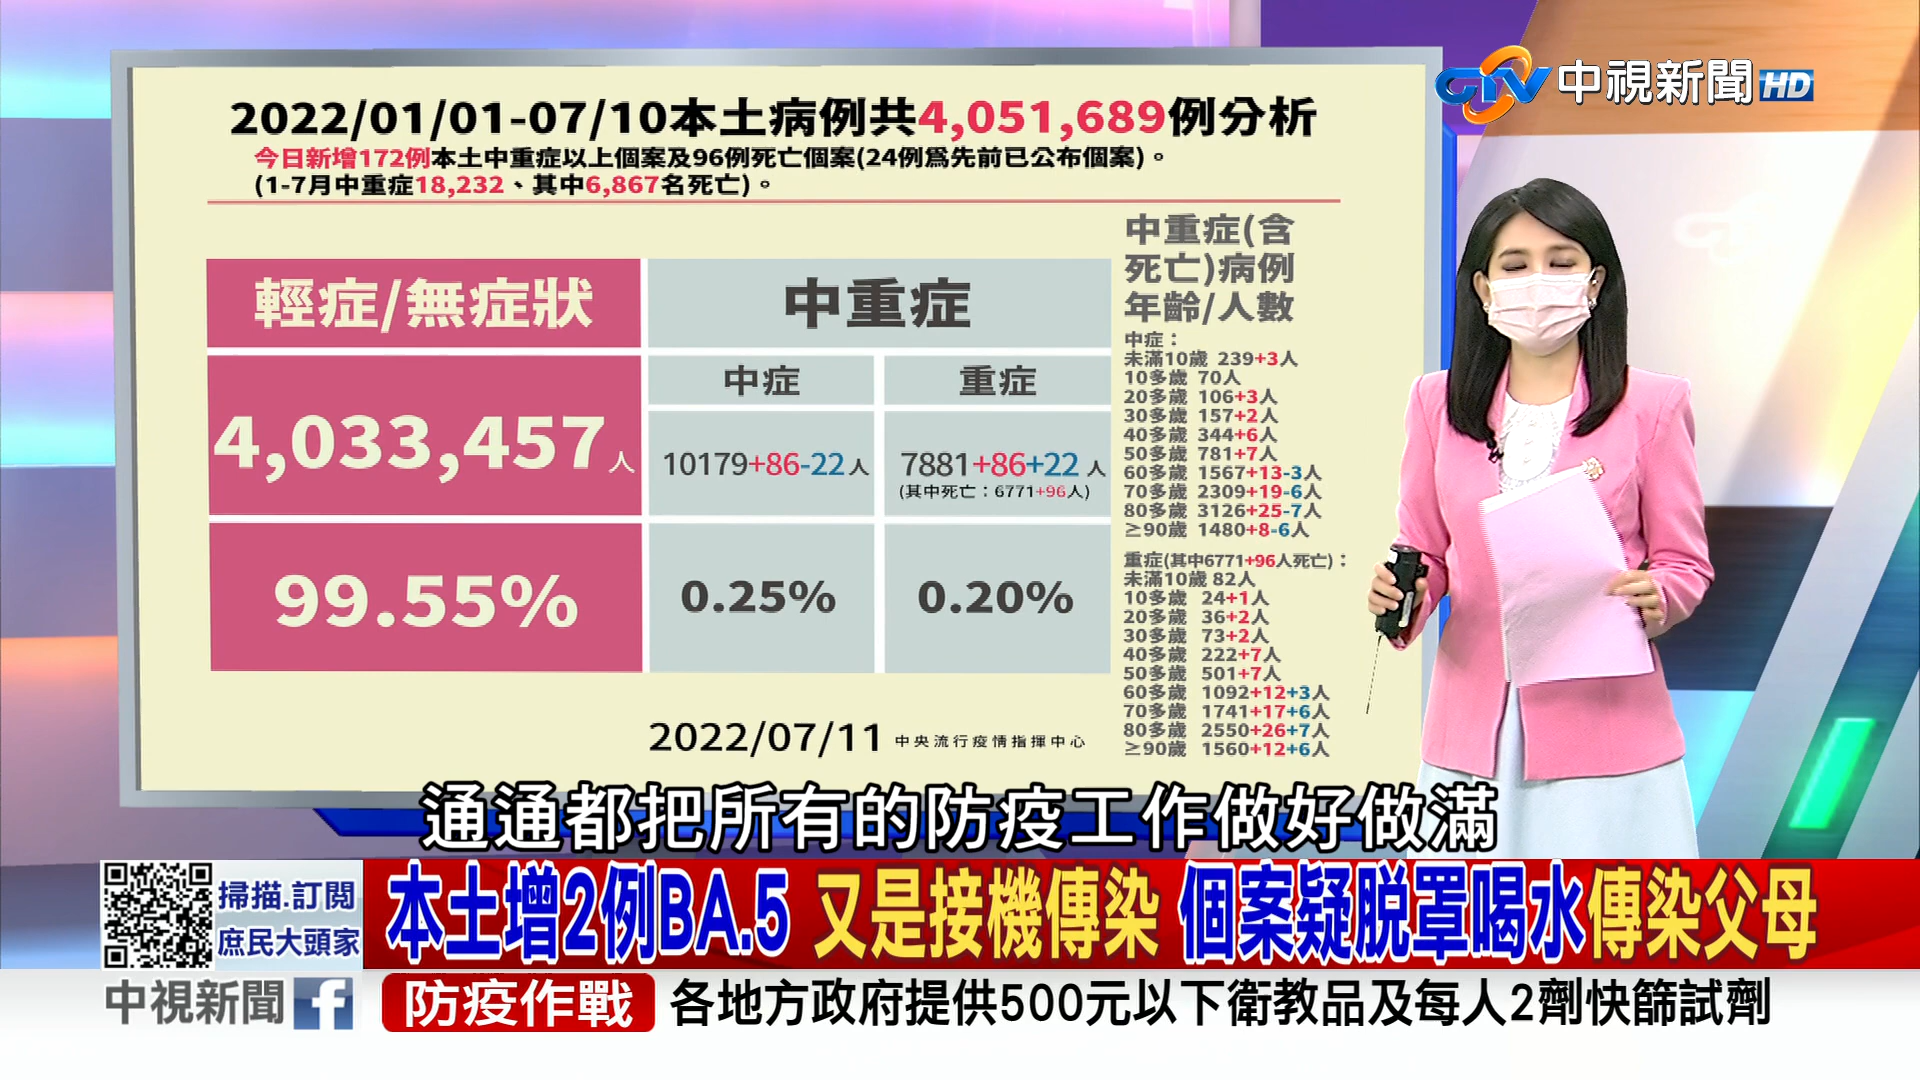 2022/01/01-07/10本土病例共4,051,689例分析
今日新增172例本土中重症以上個案及96例死亡個案(24例為先前已公布個案)。
(1-7月中重症18,232、其中6,867名死亡)。
輕症/無症狀
中重症
中症
重症
4,033,457人
10179+86-22人
7881+86+22人
(其中死亡：6771+96人)
99.55%
0.25%
0.20%
2022/07/11 中央流行疫情指揮中心
中重症(含
死亡)病例
年齡/人數
中症：
未滿10歲 239+3人
10多歲 70人
20多歲 106+3人
30多歲 157+2人
40多歲 344+6人
50多歲 781+7人
60多歲 1567+13-3人
70多歲 2309+19-6人
80多歲 3126+25-7人
≥90歲 1480+8-6人
重症(其中6771+96人死亡)：
未滿10歲 82人
10多歲 24+1人
20多歲 36+2人
30多歲 73+2人
40多歲 222+7人
50多歲 501+7人
60多歲 1092+12+3人
70多歲 1741+17+6人
80多歲 2550+26+7人
≥90歲 1560+12+6人
CTV中視新聞HD
通通都把所有的防疫工作做好做滿
掃描.訂閱
庶民大頭家
本土增2例BA.5 又是接機傳染 個案疑脫罩喝水傳染父母
中視新聞 f
防疫作戰 各地方政府提供500元以下衛教品及每人2劑快篩試劑